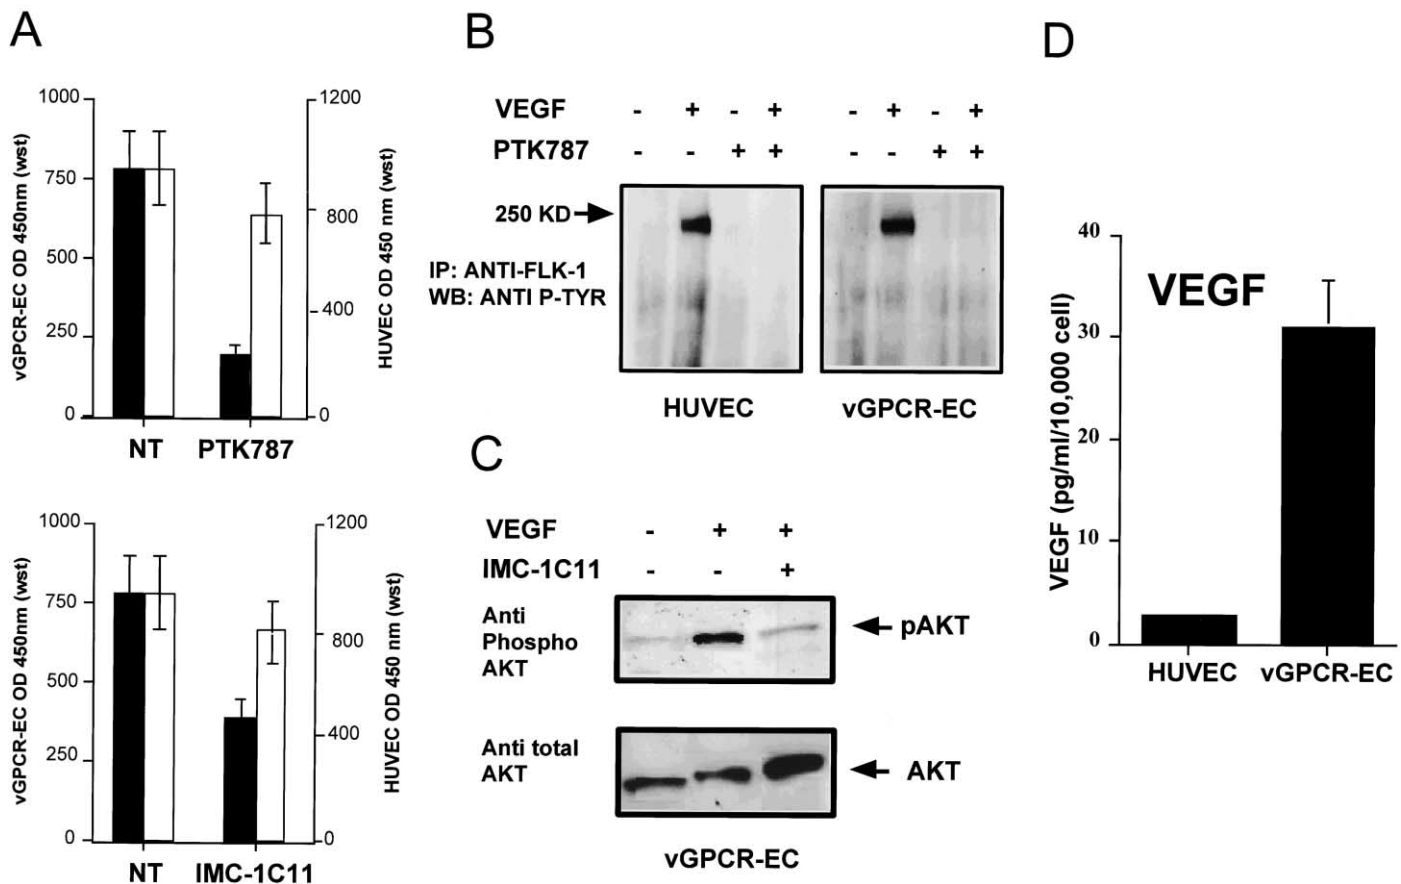 A
1000
750
500
250
0
vGPCR-EC OD 450nm (wst)
1200
800
400
0
HUVEC OD 450 nm (wst)
NT PTK787
1000
750
500
250
0
vGPCR-EC OD 450nm (wst)
1200
800
400
0
HUVEC OD 450 nm (wst)
NT IMC-1C11
B
VEGF - + - + - + - +
PTK787 - - + + - - + +
250 KD
IP: ANTI-FLK-1
WB: ANTI P-TYR
HUVEC vGPCR-EC
C
VEGF - + +
IMC-1C11 - - +
Anti
Phospho
AKT
pAKT
Anti total
AKT
AKT
vGPCR-EC
D
VEGF
40
30
20
10
0
VEGF (pg/ml/10,000 cell)
HUVEC vGPCR-EC